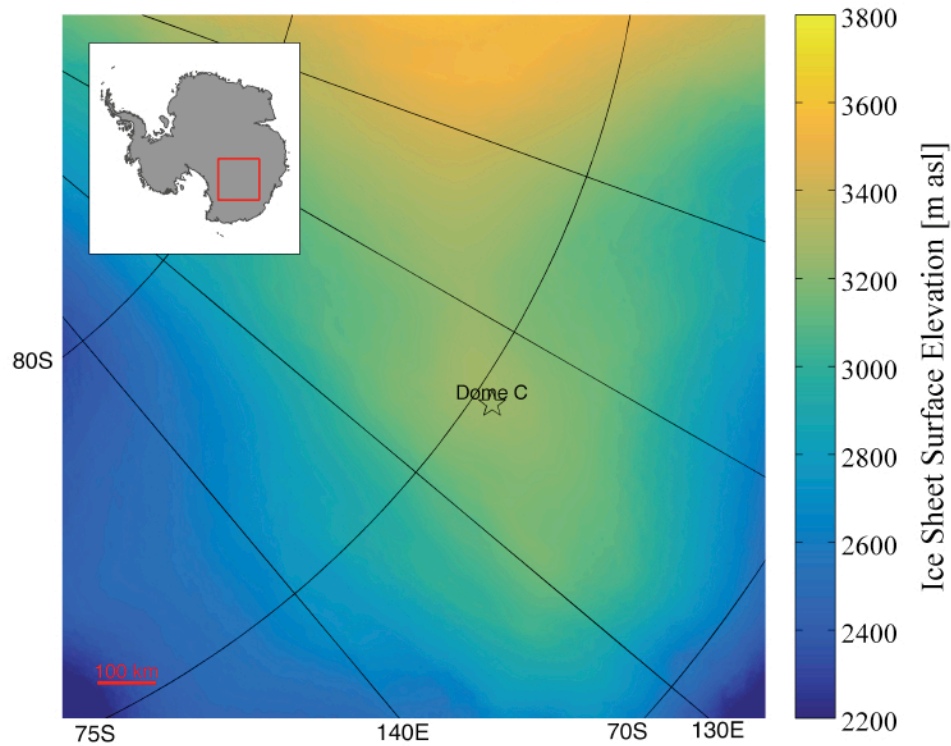 80S
Dome C
100 km
75S
140E
70S
130E
3800
3600
3400
3200
3000
2800
2600
2400
2200
Ice Sheet Surface Elevation [m asl]